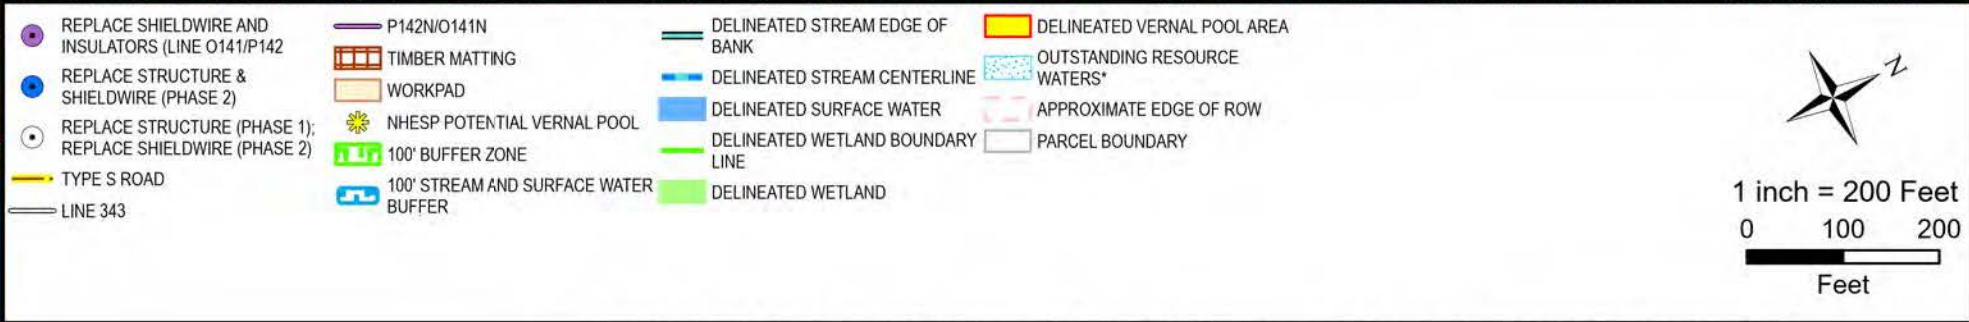 REPLACE SHIELDWIRE AND
INSULATORS (LINE O141/P142
REPLACE STRUCTURE &
SHIELDWIRE (PHASE 2)
REPLACE STRUCTURE (PHASE 1);
REPLACE SHIELDWIRE (PHASE 2)
TYPE S ROAD
LINE 343
P142N/O141N
TIMBER MATTING
WORKPAD
NHESP POTENTIAL VERNAL POOL
100' BUFFER ZONE
100' STREAM AND SURFACE WATER
BUFFER
DELINEATED STREAM EDGE OF
BANK
DELINEATED STREAM CENTERLINE
DELINEATED SURFACE WATER
DELINEATED WETLAND BOUNDARY
LINE
DELINEATED WETLAND
DELINEATED VERNAL POOL AREA
OUTSTANDING RESOURCE
WATERS*
APPROXIMATE EDGE OF ROW
PARCEL BOUNDARY
N
1 inch = 200 Feet
0 100 200
Feet